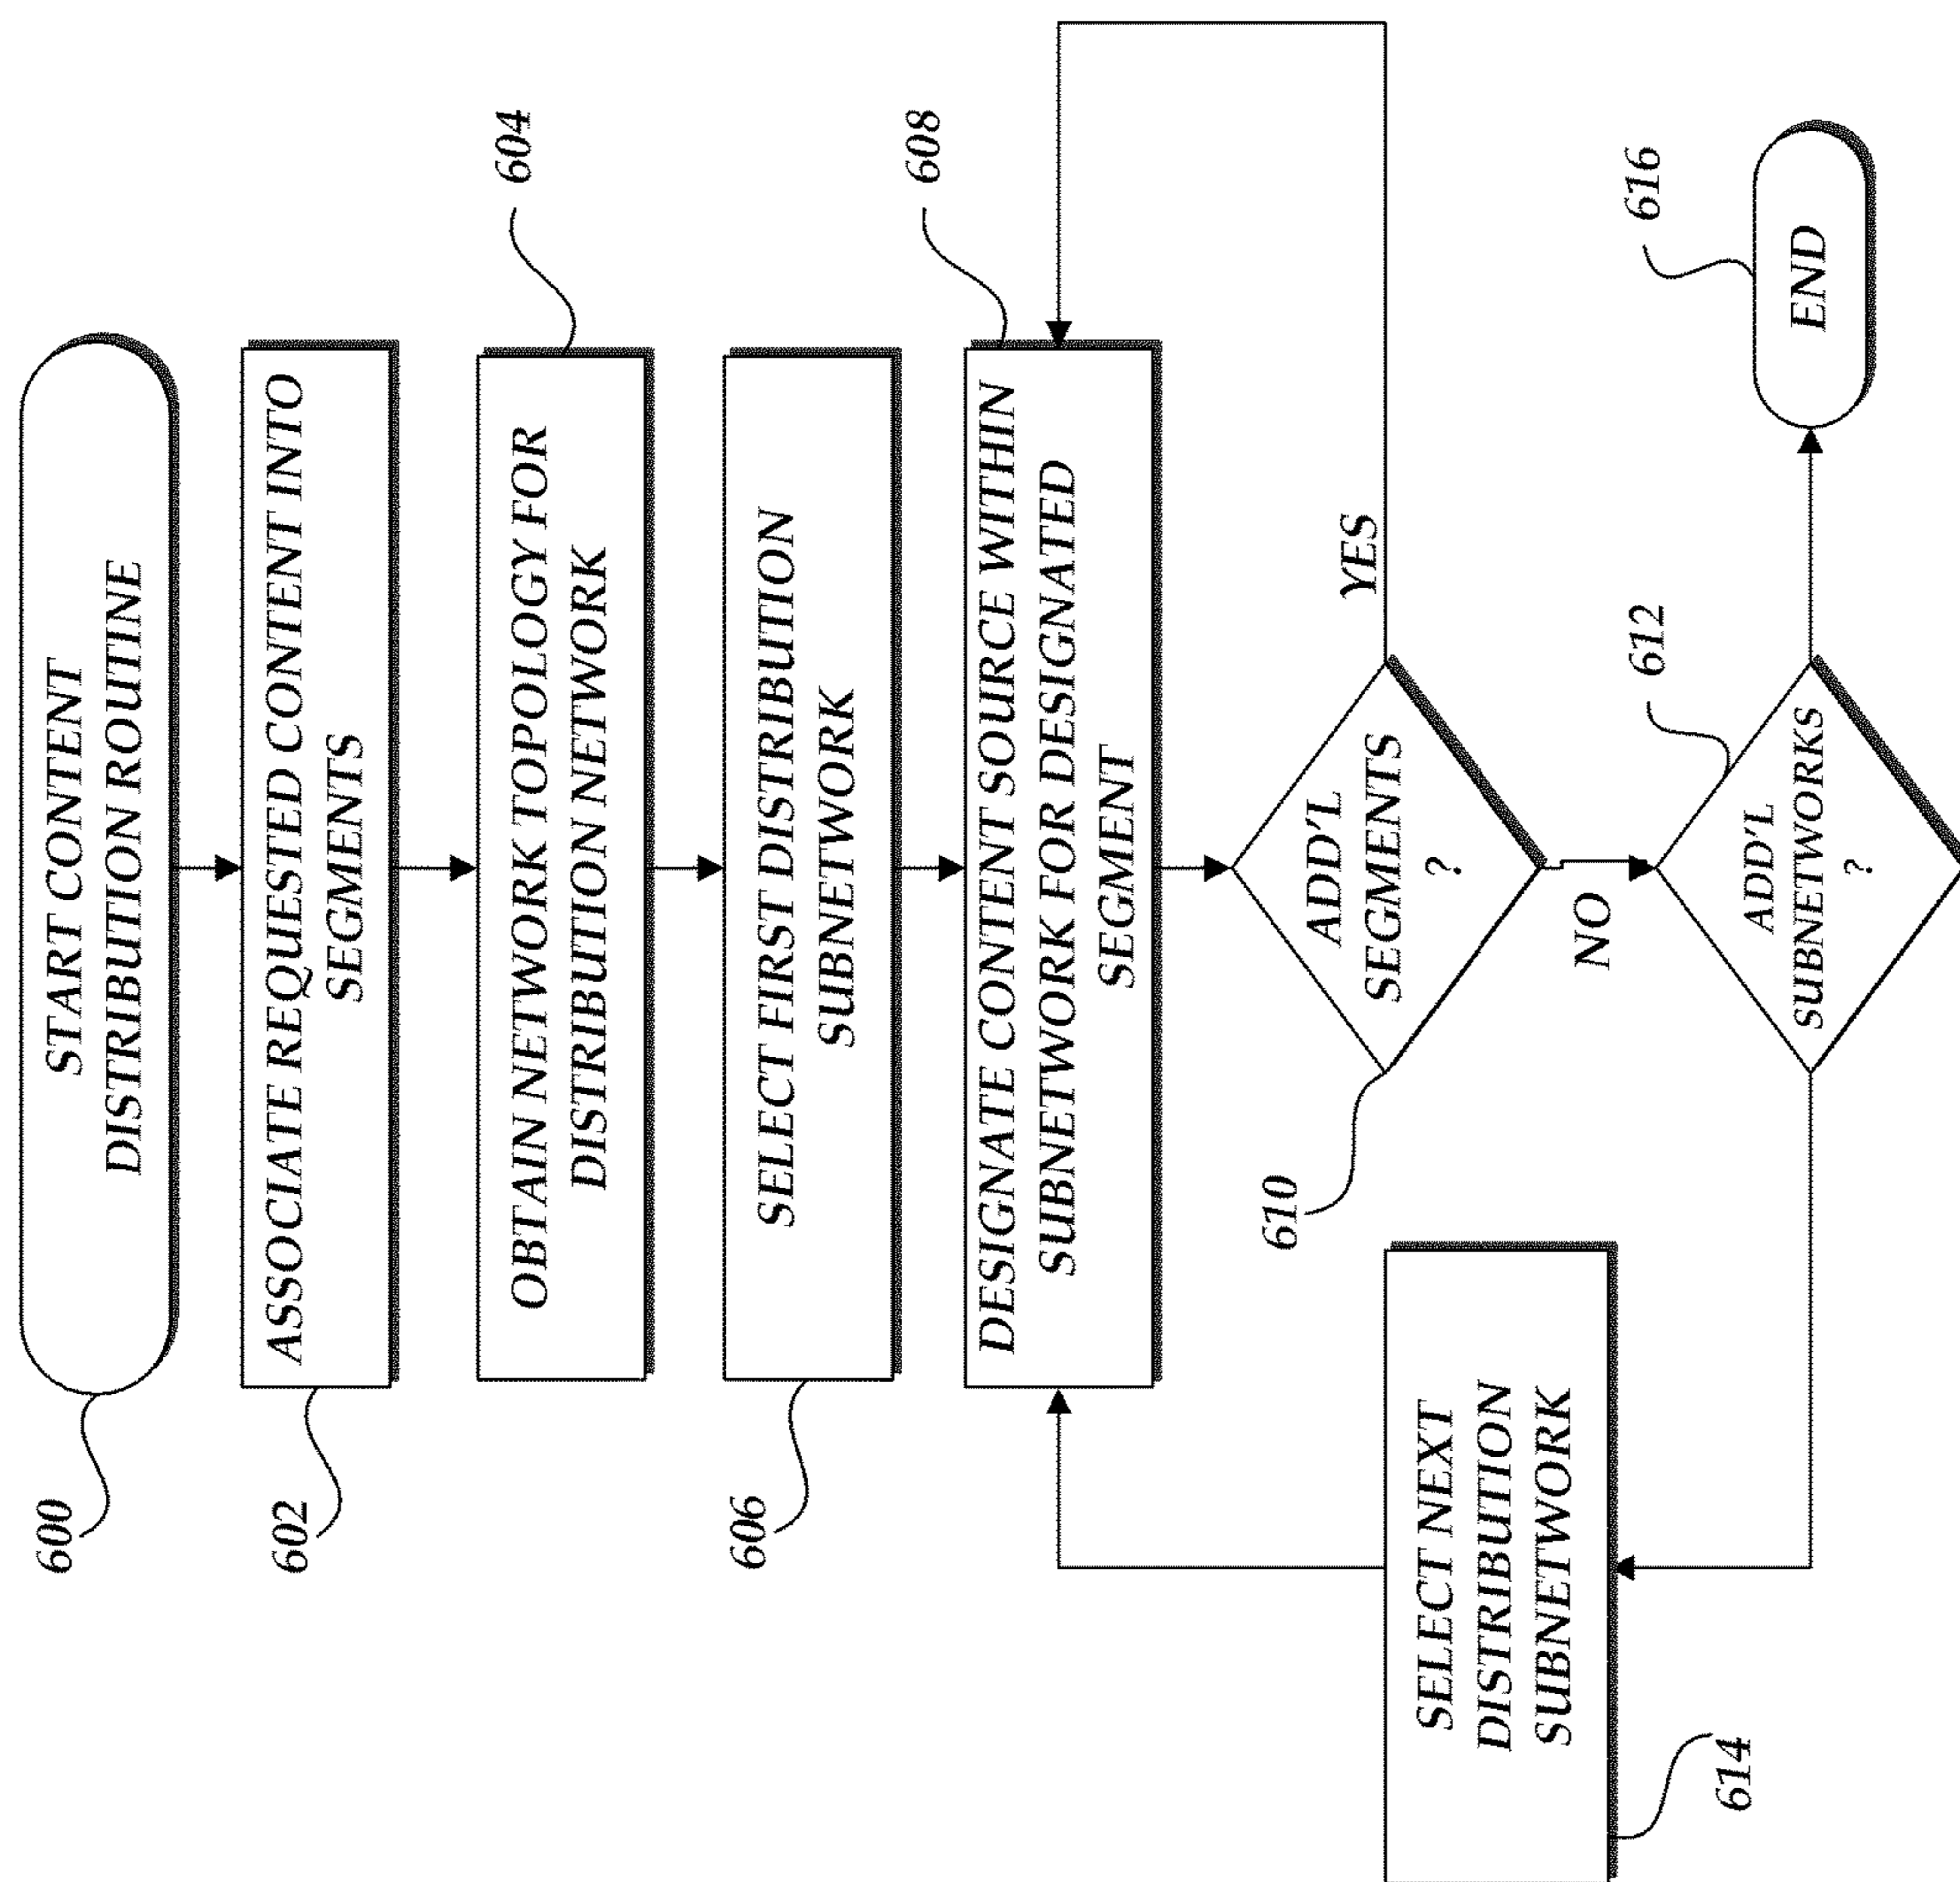 600
START CONTENT
DISTRIBUTION ROUTINE
602
ASSOCIATE REQUESTED CONTENT INTO
SEGMENTS
604
OBTAIN NETWORK TOPOLOGY FOR
DISTRIBUTION NETWORK
606
SELECT FIRST DISTRIBUTION
SUBNETWORK
608
DESIGNATE CONTENT SOURCE WITHIN
SUBNETWORK FOR DESIGNATED
SEGMENT
610
ADD'L
SEGMENTS
?
YES
NO
612
ADD'L
SUBNETWORKS
?
614
SELECT NEXT
DISTRIBUTION
SUBNETWORK
616
END